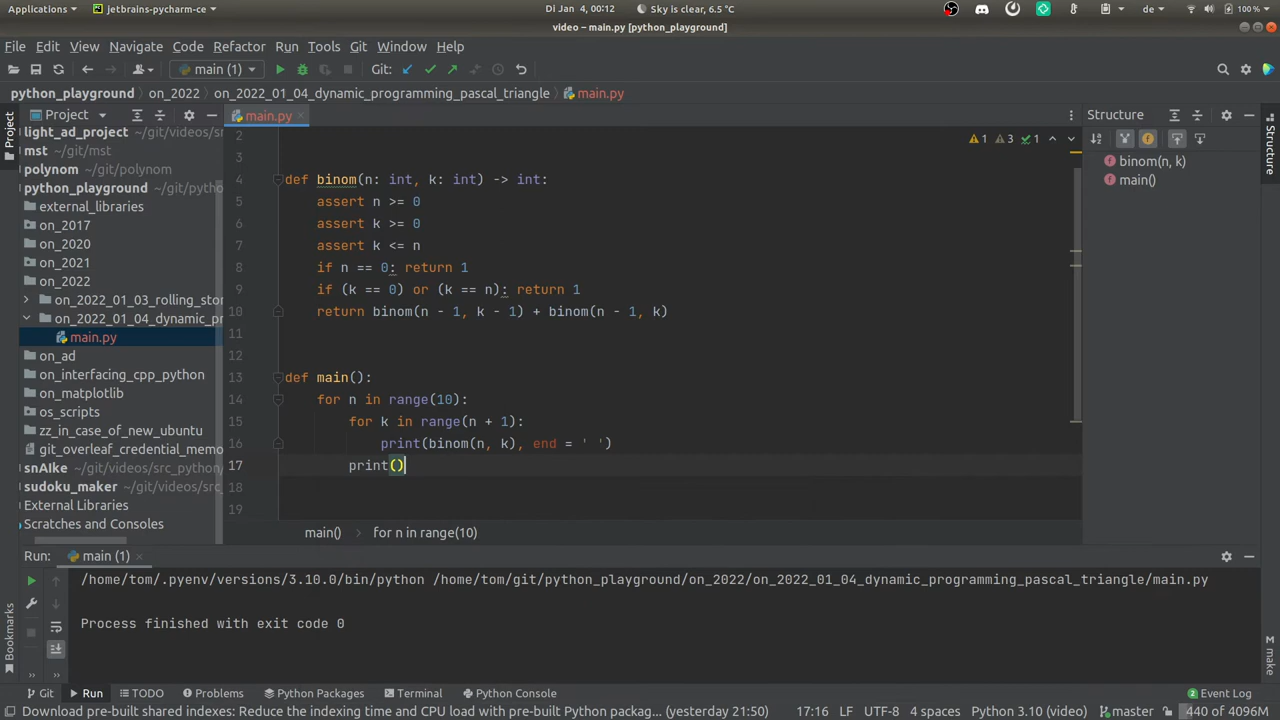 Applications jetbrains-pycharm-ce Di Jan 4, 00:12 Sky is clear, 6.5 °C de 100 %
video – main.py [python_playground]
File Edit View Navigate Code Refactor Run Tools Git Window Help
main (1) Git:
python_playground on_2022 on_2022_01_04_dynamic_programming_pascal_triangle main.py
Project main.py Structure
light_ad_project ~/git/videos/sr
mst ~/git/mst
polynom ~/git/polynom
python_playground ~/git/pytho
external_libraries
on_2017
on_2020
on_2021
on_2022
on_2022_01_03_rolling_sto
on_2022_01_04_dynamic_pr
main.py
on_ad
on_interfacing_cpp_python
on_matplotlib
os_scripts
zz_in_case_of_new_ubuntu
git_overleaf_credential_memo
snAIke ~/git/videos/src_python/
sudoku_maker ~/git/videos/src_
External Libraries
Scratches and Consoles
1 3 1
2
3
4 def binom(n: int, k: int) -> int:
5 assert n >= 0
6 assert k >= 0
7 assert k <= n
8 if n == 0: return 1
9 if (k == 0) or (k == n): return 1
10 return binom(n - 1, k - 1) + binom(n - 1, k)
11
12
13 def main():
14 for n in range(10):
15 for k in range(n + 1):
16 print(binom(n, k), end = ' ')
17 print()
18
19
main() for n in range(10)
binom(n, k)
main()
Project
Structure
Bookmarks
make
Run: main (1)
/home/tom/.pyenv/versions/3.10.0/bin/python /home/tom/git/python_playground/on_2022/on_2022_01_04_dynamic_programming_pascal_triangle/main.py
Process finished with exit code 0
Git Run TODO Problems Python Packages Terminal Python Console 2 Event Log
Download pre-built shared indexes: Reduce the indexing time and CPU load with pre-built Python packag... (yesterday 21:50) 17:16 LF UTF-8 4 spaces Python 3.10 (video) master 440 of 4096M